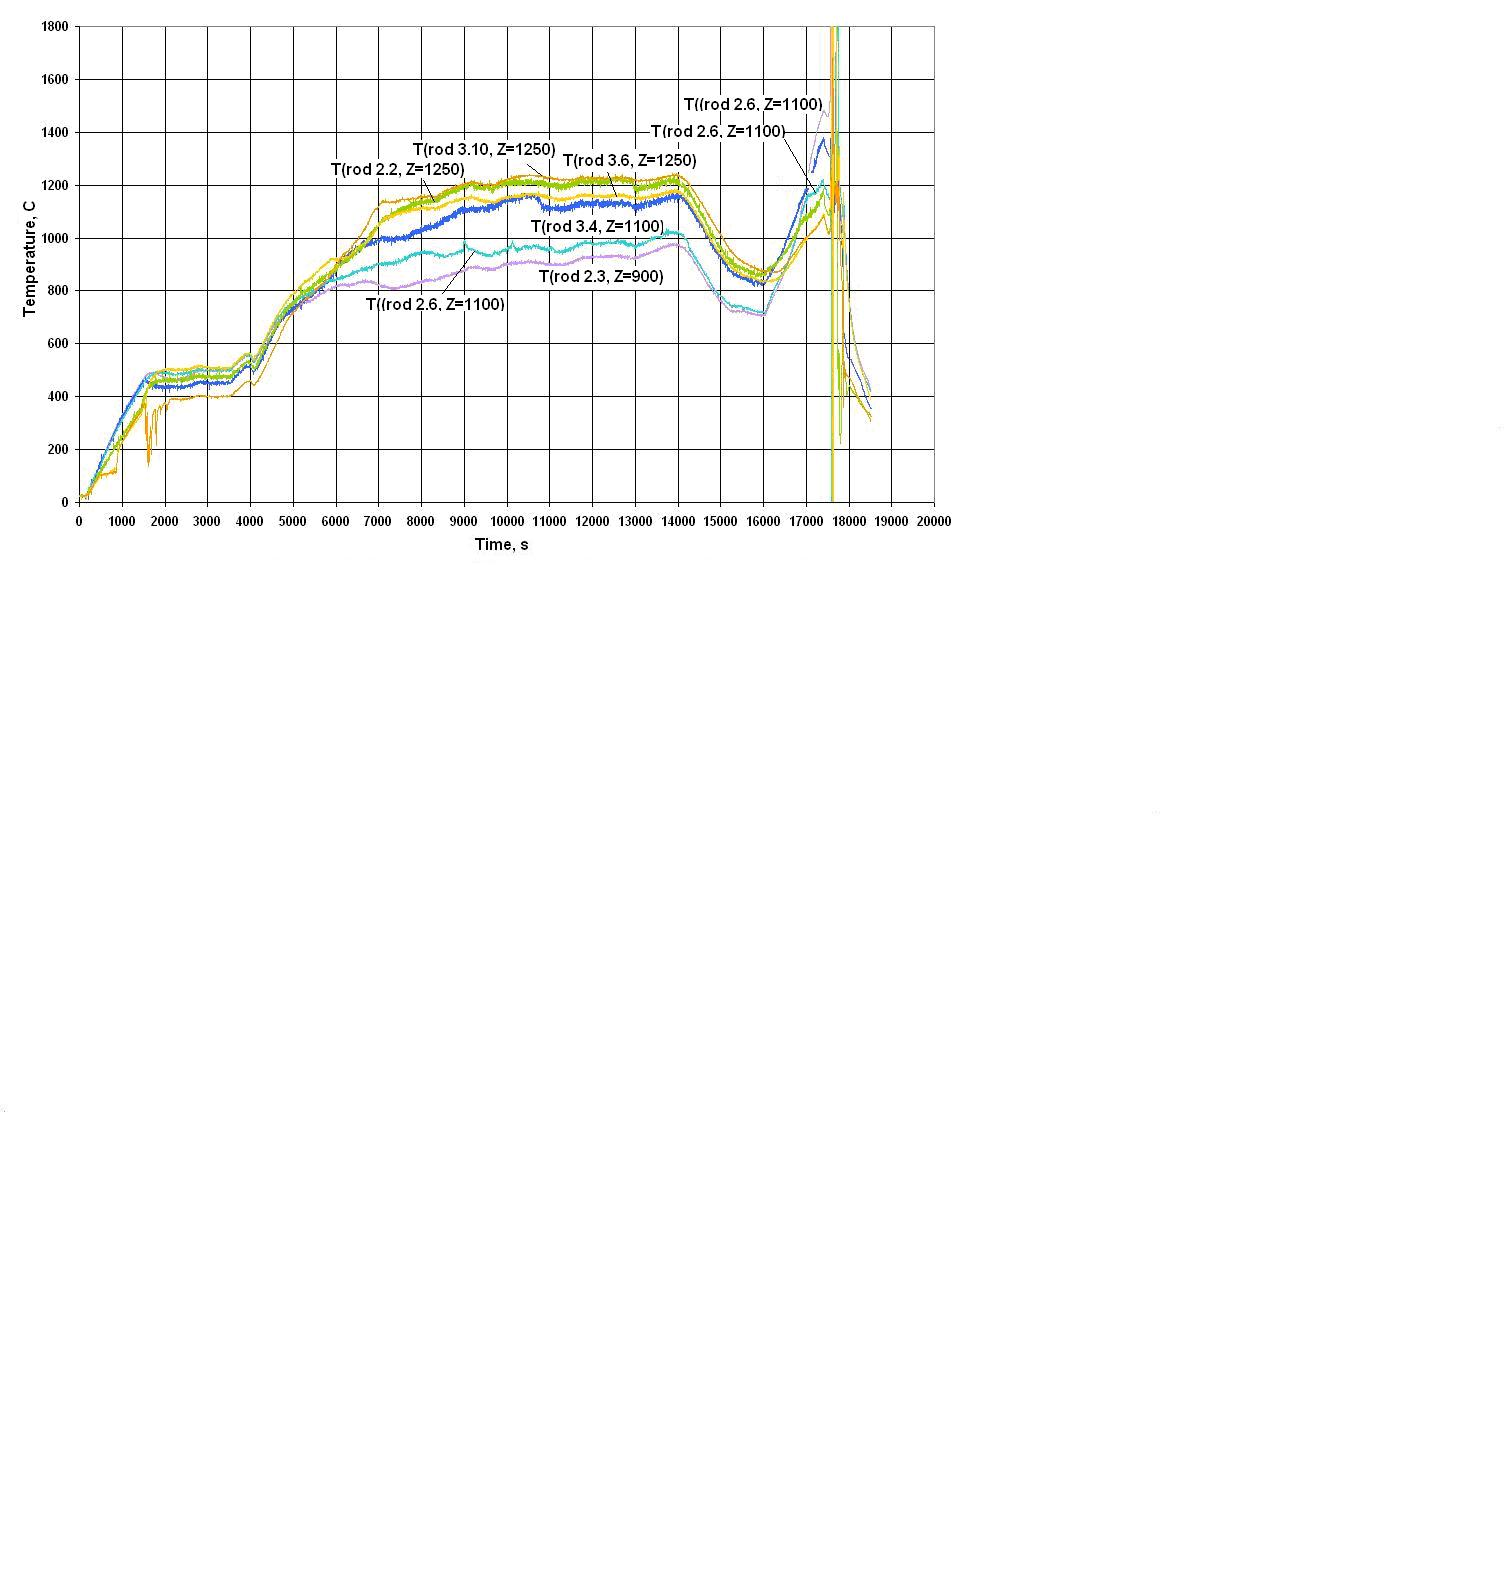 1800
1600
T((rod 2.6, Z=1100)
1400
T(rod 2.6, Z=1100)
T(rod 3.10, Z=1250)
T(rod 3.6, Z=1250)
T(rod 2.2, Z=1250)
1200
T(rod 3.4, Z=1100)
1000
T(rod 2.3, Z=900)
800
T((rod 2.6, Z=1100)
600
400
200
0
Temperature, C
0 1000 2000 3000 4000 5000 6000 7000 8000 9000 10000 11000 12000 13000 14000 15000 16000 17000 18000 19000 20000
Time, s